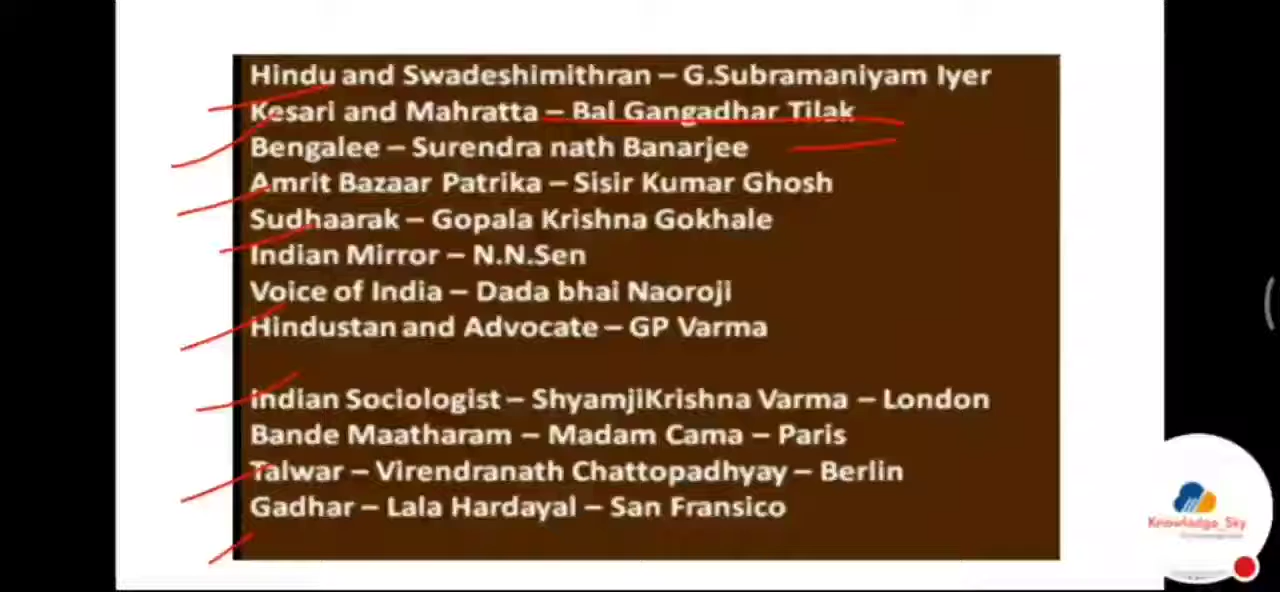 Hindu and Swadeshimithran – G.Subramaniyam Iyer
Kesari and Mahratta – Bal Gangadhar Tilak
Bengalee – Surendra nath Banarjee
Amrit Bazaar Patrika – Sisir Kumar Ghosh
Sudhaarak – Gopala Krishna Gokhale
Indian Mirror – N.N.Sen
Voice of India – Dada bhai Naoroji
Hindustan and Advocate – GP Varma
Indian Sociologist – ShyamjiKrishna Varma – London
Bande Maatharam – Madam Cama – Paris
Talwar – Virendranath Chattopadhyay – Berlin
Gadhar – Lala Hardayal – San Fransico
Knowledge_Sky